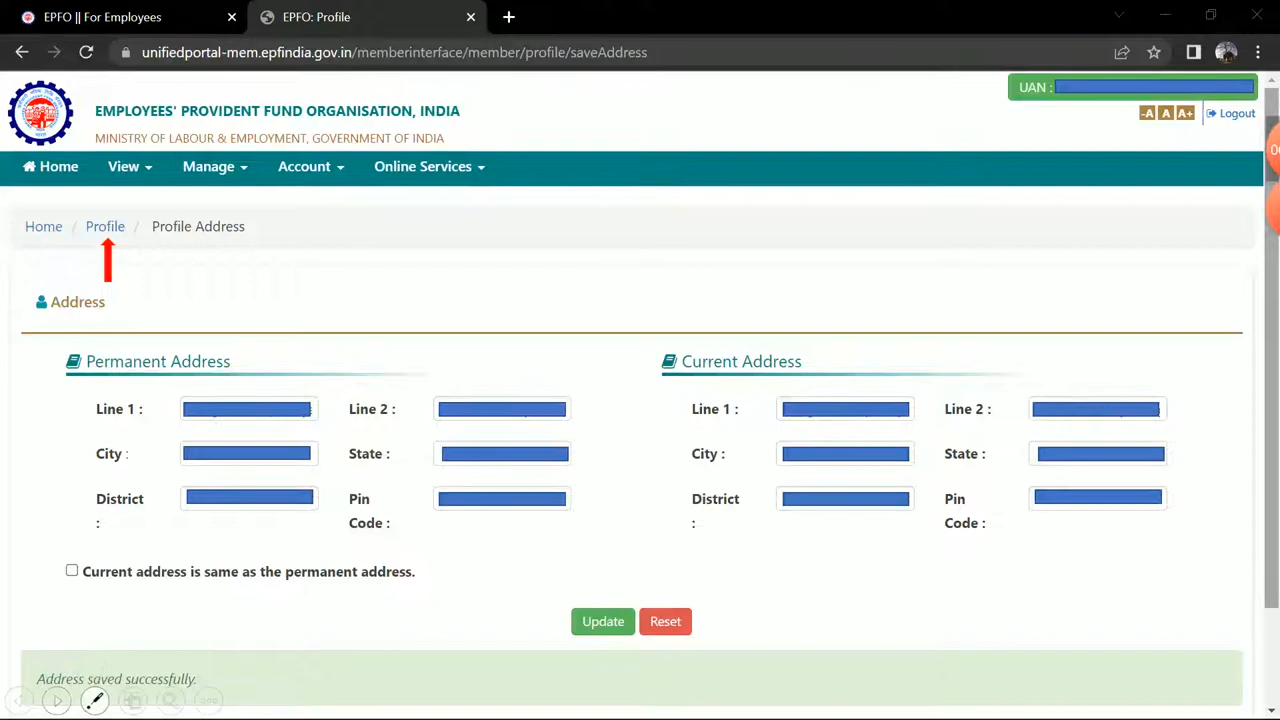 EPFO || For Employees
EPFO: Profile
unifiedportal-mem.epfindia.gov.in/memberinterface/member/profile/saveAddress
UAN :
EMPLOYEES' PROVIDENT FUND ORGANISATION, INDIA
MINISTRY OF LABOUR & EMPLOYMENT, GOVERNMENT OF INDIA
-A A A+ Logout
Home View Manage Account Online Services
Home / Profile / Profile Address
Address
Permanent Address
Current Address
Line 1 : Line 2 : Line 1 : Line 2 :
City : State : City : State :
District : Pin Code : District : Pin Code :
Current address is same as the permanent address.
Update Reset
Address saved successfully.